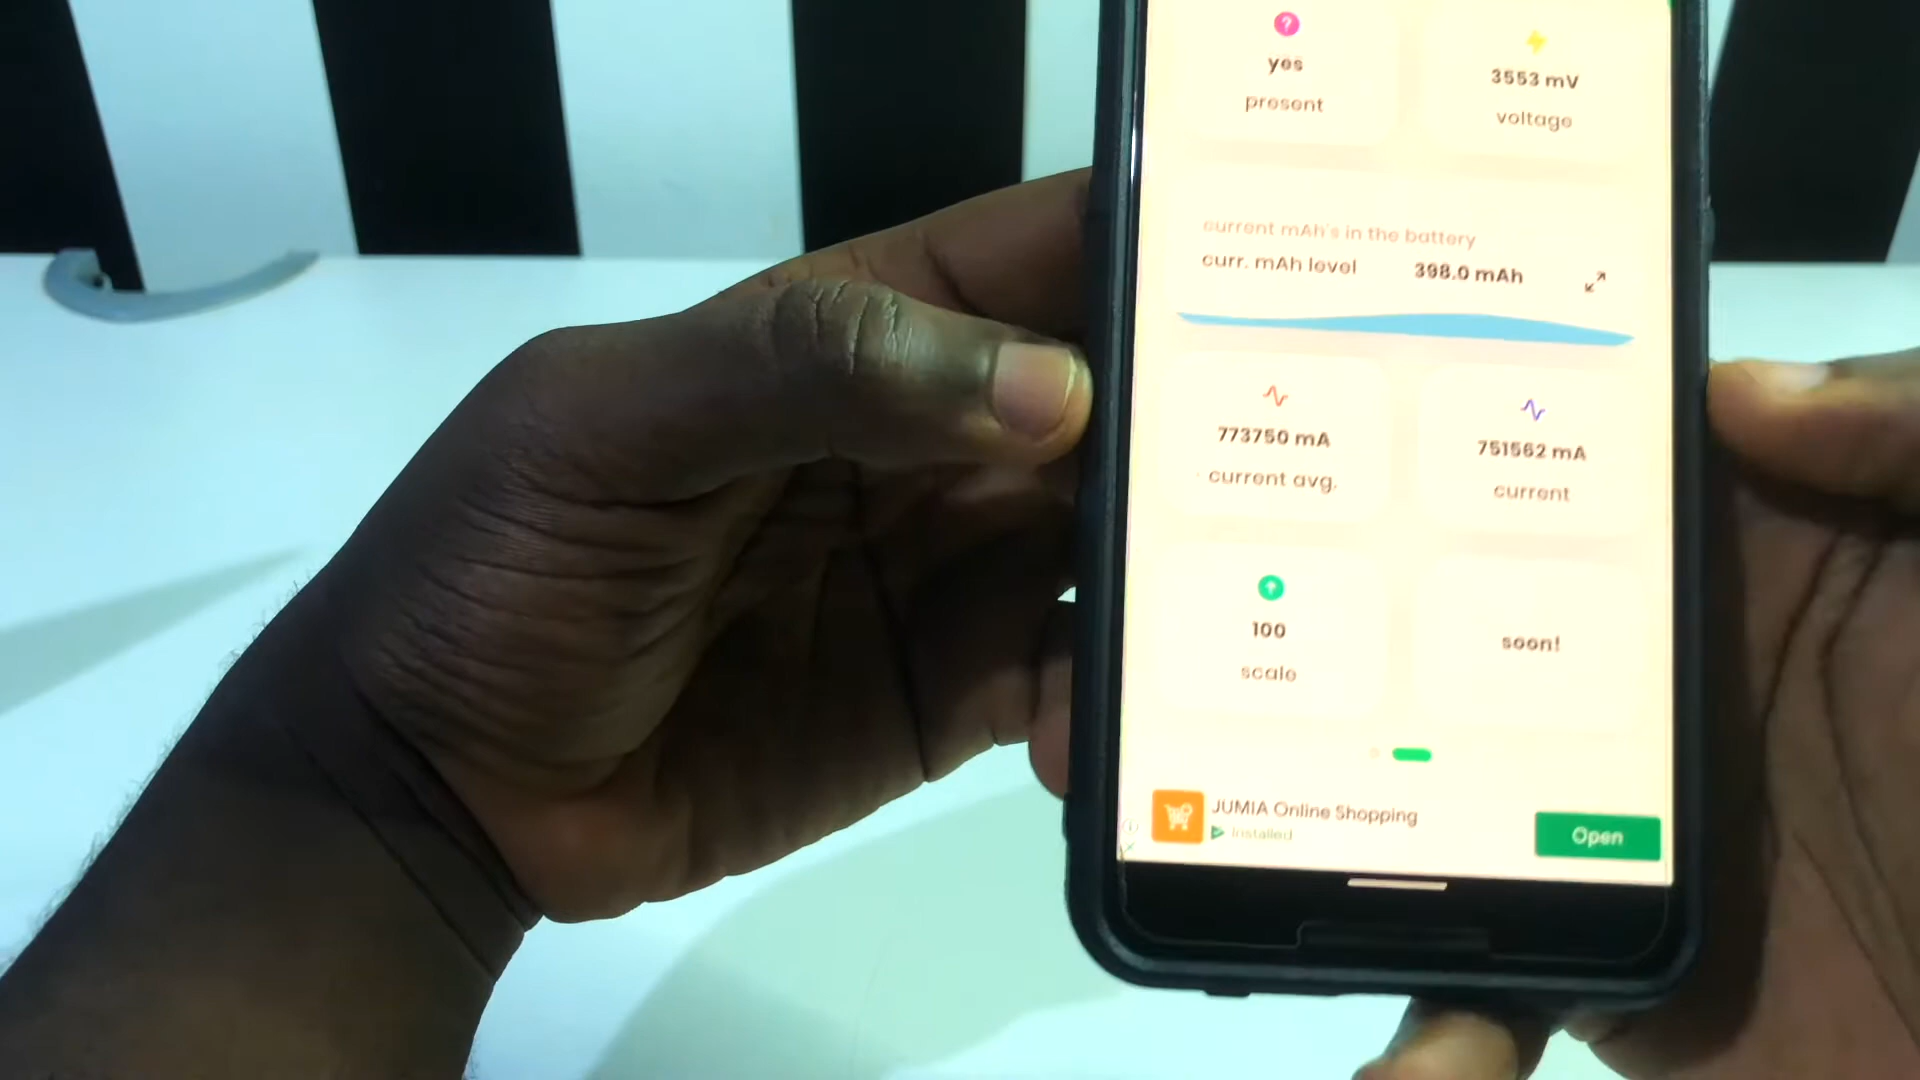 ?
yes
present
3553 mV
voltage
current mAh's in the battery
curr. mAh level 398.0 mAh
773750 mA
current avg.
751562 mA
current
100
scale
soon!
JUMIA Online Shopping
Installed
Open